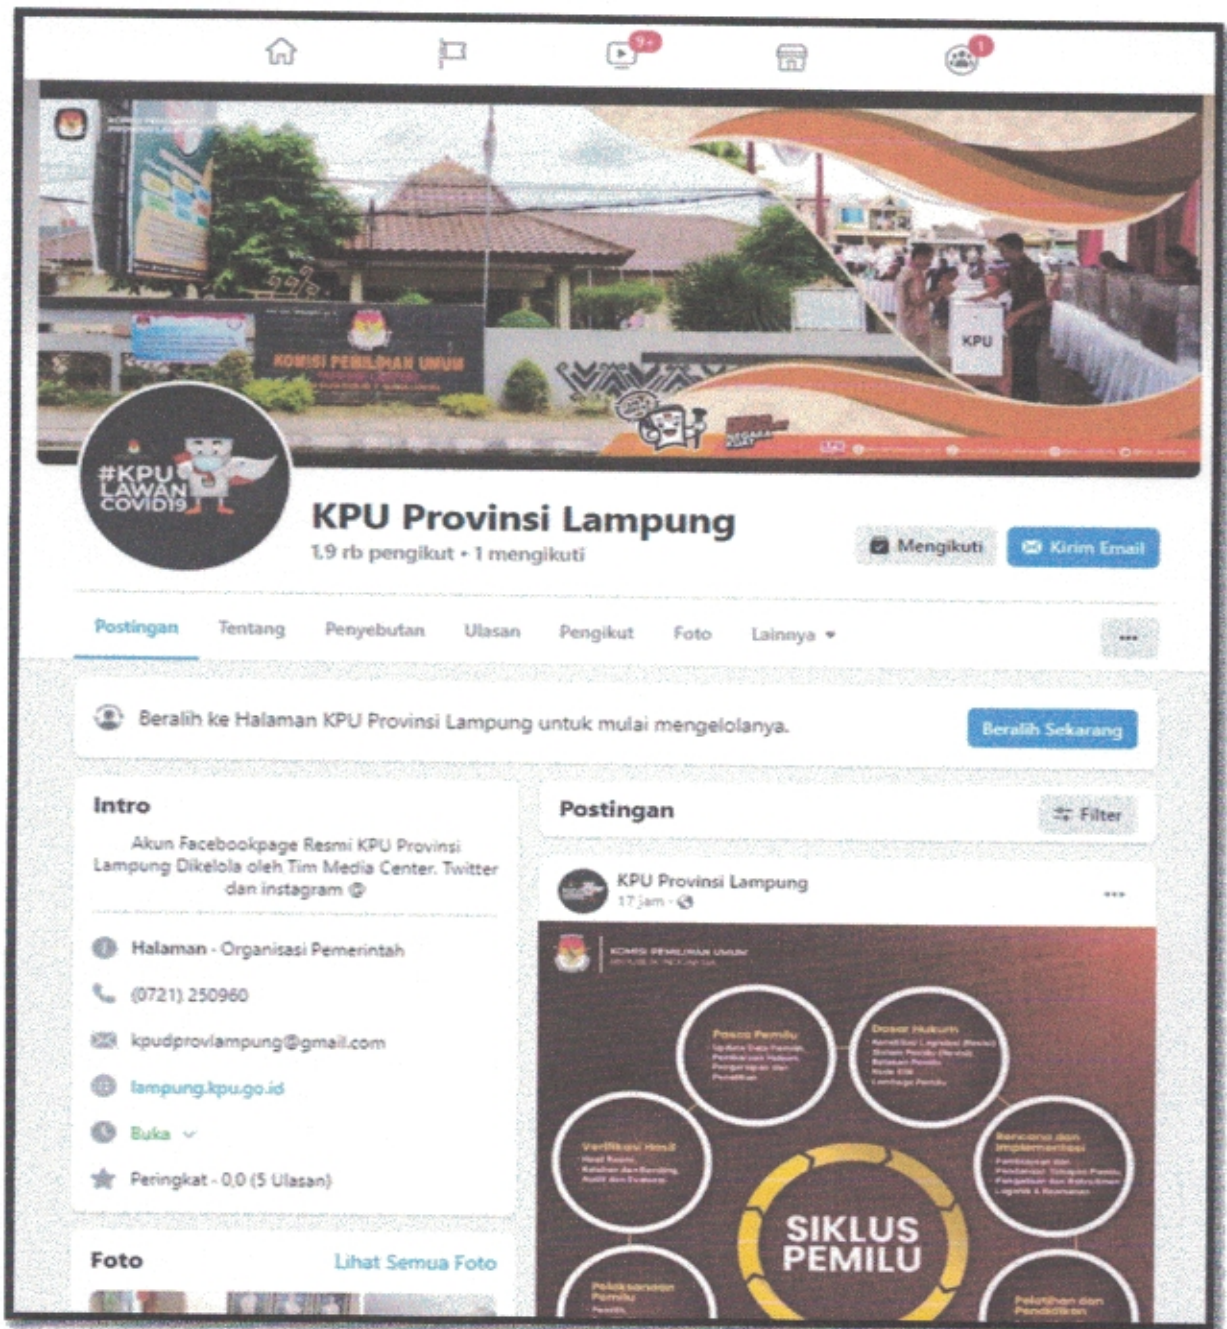 9+
1
KOMISI PEMILIHAN UMUM
KPU
#KPU
LAWAN
COVID19
KPU Provinsi Lampung
1,9 rb pengikut • 1 mengikuti
Mengikuti
Kirim Email
Postingan Tentang Penyebutan Ulasan Pengikut Foto Lainnya
Beralih ke Halaman KPU Provinsi Lampung untuk mulai mengelolanya.
Beralih Sekarang
Intro
Akun Facebookpage Resmi KPU Provinsi
Lampung Dikelola oleh Tim Media Center. Twitter
dan instagram @
Halaman - Organisasi Pemerintah
(0721) 250960
kpudprovlampung@gmail.com
lampung.kpu.go.id
Buka
Peringkat - 0,0 (5 Ulasan)
Foto
Lihat Semua Foto
Postingan
Filter
KPU Provinsi Lampung
17 jam
KOMISI PEMILIHAN UMUM
Pasca Pemilu
Dasar Hukum
Verifikasi Hasil
Rencana dan
Implementasi
SIKLUS
PEMILU
Pelaksanaan
Pemilu
Pelatihan dan
Pendidikan